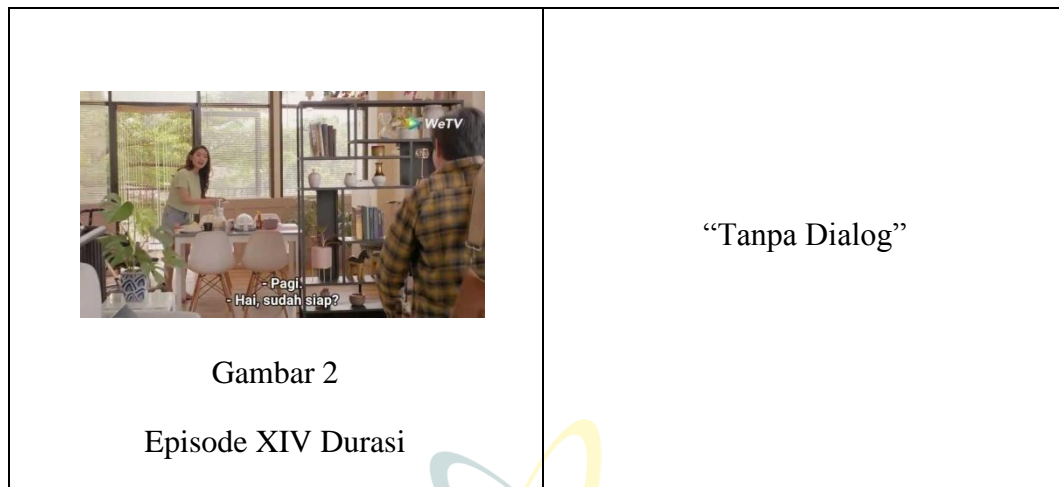 WeTV
- Pagi.
- Hai, sudah siap?
“Tanpa Dialog”
Gambar 2
Episode XIV Durasi